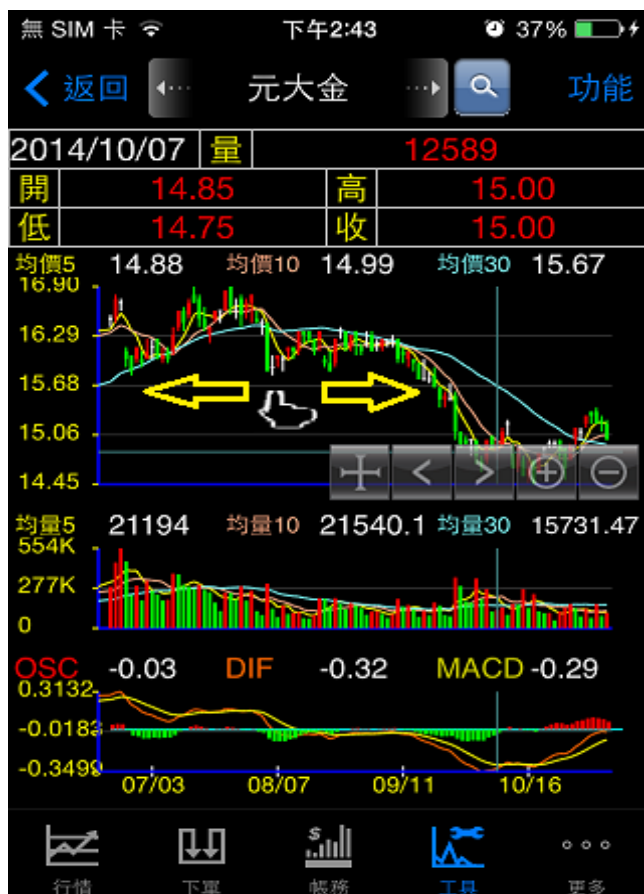 無 SIM 卡 下午2:43 37%
返回 元大金 功能
2014/10/07 量 12589
開 14.85 高 15.00
低 14.75 收 15.00
均價5 14.88 均價10 14.99 均價30 15.67
16.90
16.29
15.68
15.06
14.45
均量5 21194 均量10 21540.1 均量30 15731.47
554K
277K
0
OSC -0.03 DIF -0.32 MACD -0.29
0.3132
-0.0183
-0.3499
07/03 08/07 09/11 10/16
行情 下單 帳務 工具 更多